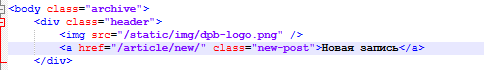 <body class="archive">
<div class="header">
<img src="/static/img/dpb-logo.png" />
<a href="/article/new/" class="new-post">Новая запись</a>
</div>